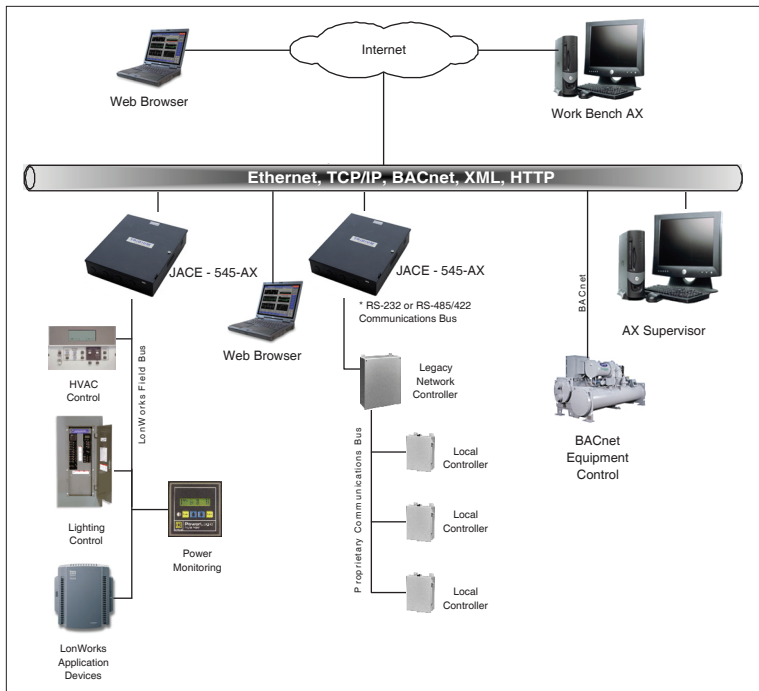 Internet
Web Browser
Work Bench AX
Ethernet, TCP/IP, BACnet, XML, HTTP
JACE - 545-AX
JACE - 545-AX
* RS-232 or RS-485/422
Communications Bus
Web Browser
BACnet
AX Supervisor
LonWorks Field Bus
HVAC
Control
Legacy
Network
Controller
BACnet
Equipment
Control
Proprietary Communications Bus
Local
Controller
Lighting
Control
PowerLogic
Power
Monitoring
Local
Controller
Local
Controller
LonWorks
Application
Devices